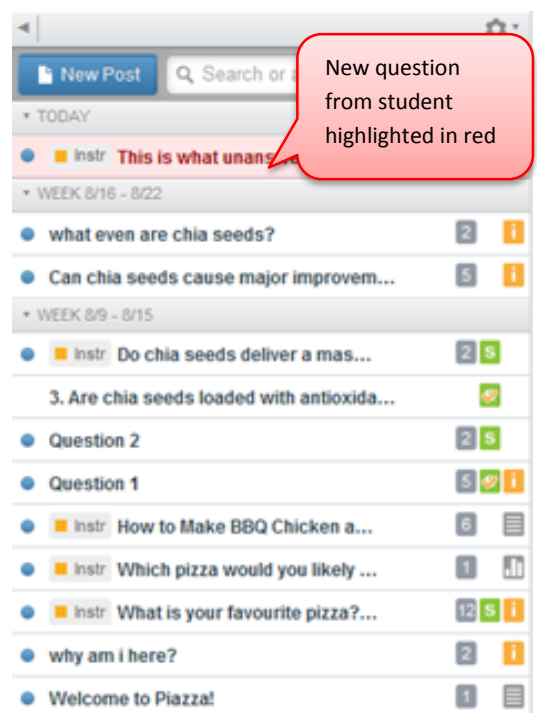 New Post
Search or a
New question
from student
highlighted in red
TODAY
Instr This is what unans
WEEK 8/16 - 8/22
what even are chia seeds? 2 i
Can chia seeds cause major improvem... 5 i
WEEK 8/9 - 8/15
Instr Do chia seeds deliver a mas... 2 S
3. Are chia seeds loaded with antioxida...
Question 2 2 S
Question 1 5 i
Instr How to Make BBQ Chicken a... 6
Instr Which pizza would you likely ... 1
Instr What is your favourite pizza?... 12 S i
why am i here? 2 i
Welcome to Piazza! 1